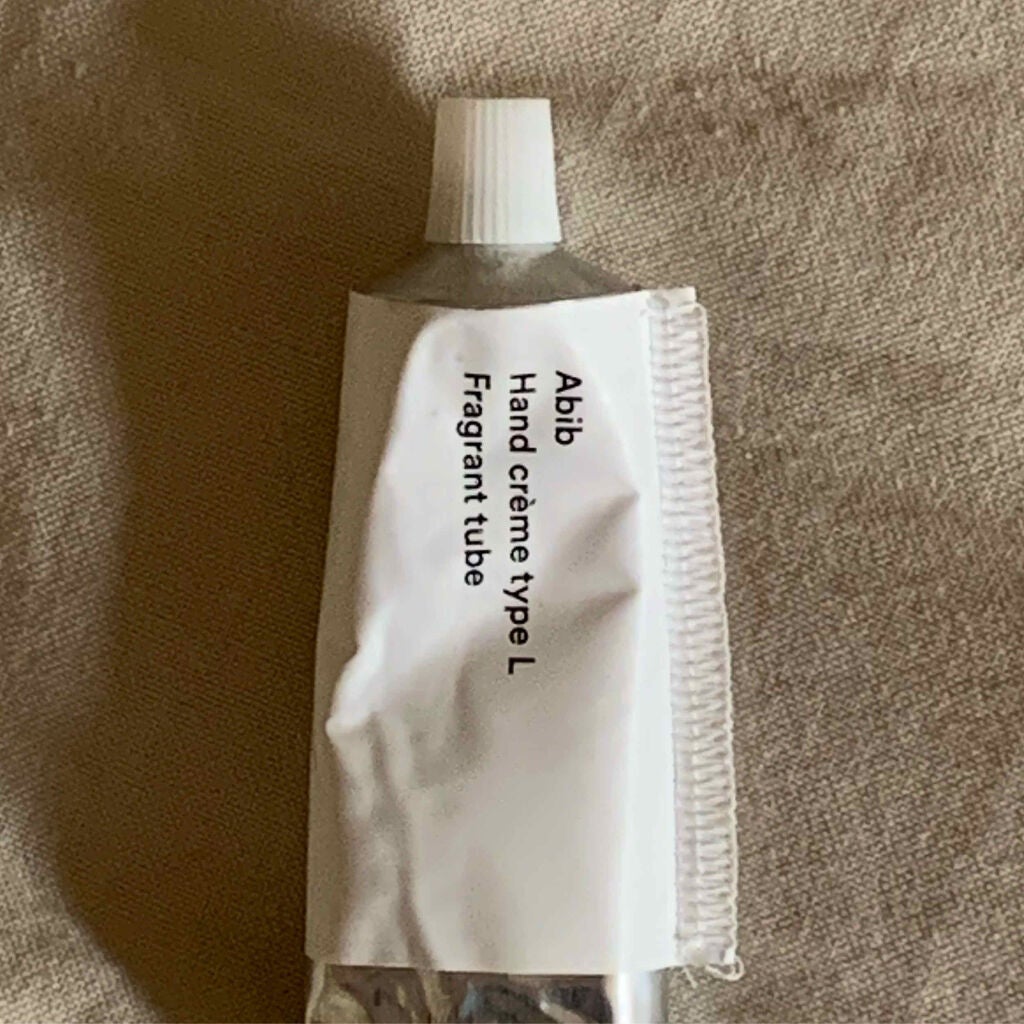 Abib
Hand crème type L
Fragrant tube